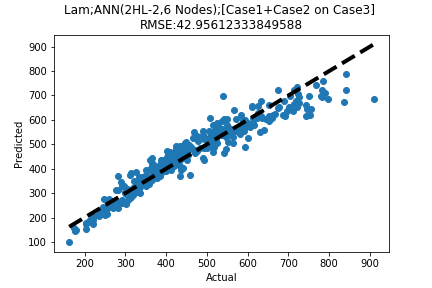 Lam;ANN(2HL-2,6 Nodes);[Case1+Case2 on Case3]
RMSE:42.95612333849588
900
800
700
600
500
400
300
200
100
Predicted
200 300 400 500 600 700 800 900
Actual